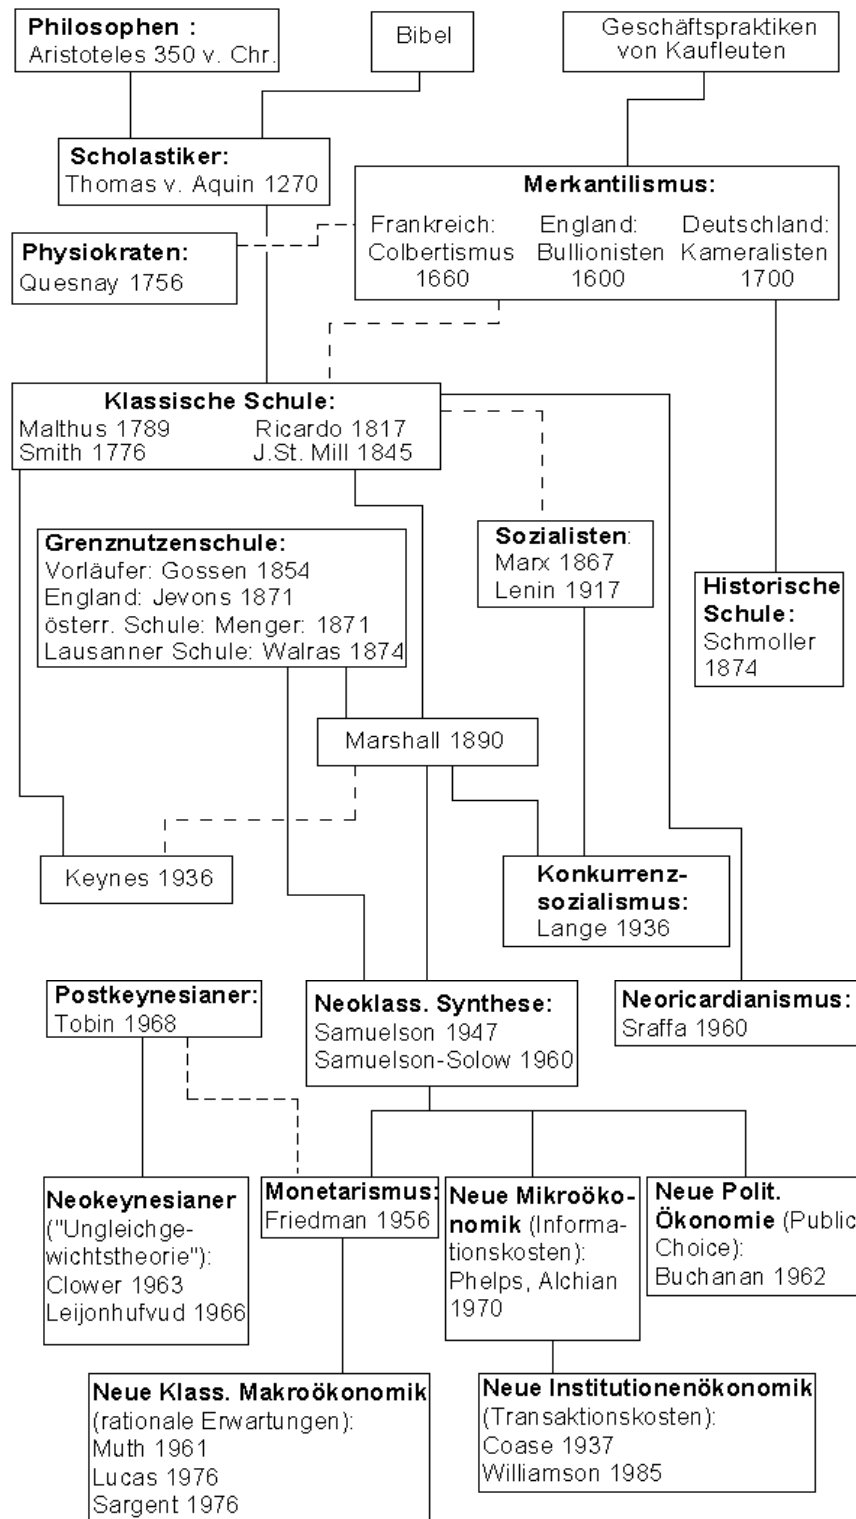 Philosophen :
Aristoteles 350 v. Chr.
Bibel
Geschäftspraktiken
von Kaufleuten
Scholastiker:
Thomas v. Aquin 1270
Merkantilismus:
Frankreich: England: Deutschland:
Colbertismus Bullionisten Kameralisten
1660 1600 1700
Physiokraten:
Quesnay 1756
Klassische Schule:
Malthus 1789 Ricardo 1817
Smith 1776 J.St. Mill 1845
Grenznutzenschule:
Vorläufer: Gossen 1854
England: Jevons 1871
österr. Schule: Menger: 1871
Lausanner Schule: Walras 1874
Sozialisten:
Marx 1867
Lenin 1917
Historische
Schule:
Schmoller
1874
Marshall 1890
Keynes 1936
Konkurrenz-
sozialismus:
Lange 1936
Postkeynesianer:
Tobin 1968
Neoklass. Synthese:
Samuelson 1947
Samuelson-Solow 1960
Neoricardianismus:
Sraffa 1960
Neokeynesianer
("Ungleichge-
wichtstheorie"):
Clower 1963
Leijonhufvud 1966
Monetarismus:
Friedman 1956
Neue Mikroöko-
nomik (Informa-
tionskosten):
Phelps, Alchian
1970
Neue Polit.
Ökonomie (Public
Choice):
Buchanan 1962
Neue Klass. Makroökonomik
(rationale Erwartungen):
Muth 1961
Lucas 1976
Sargent 1976
Neue Institutionenökonomik
(Transaktionskosten):
Coase 1937
Williamson 1985